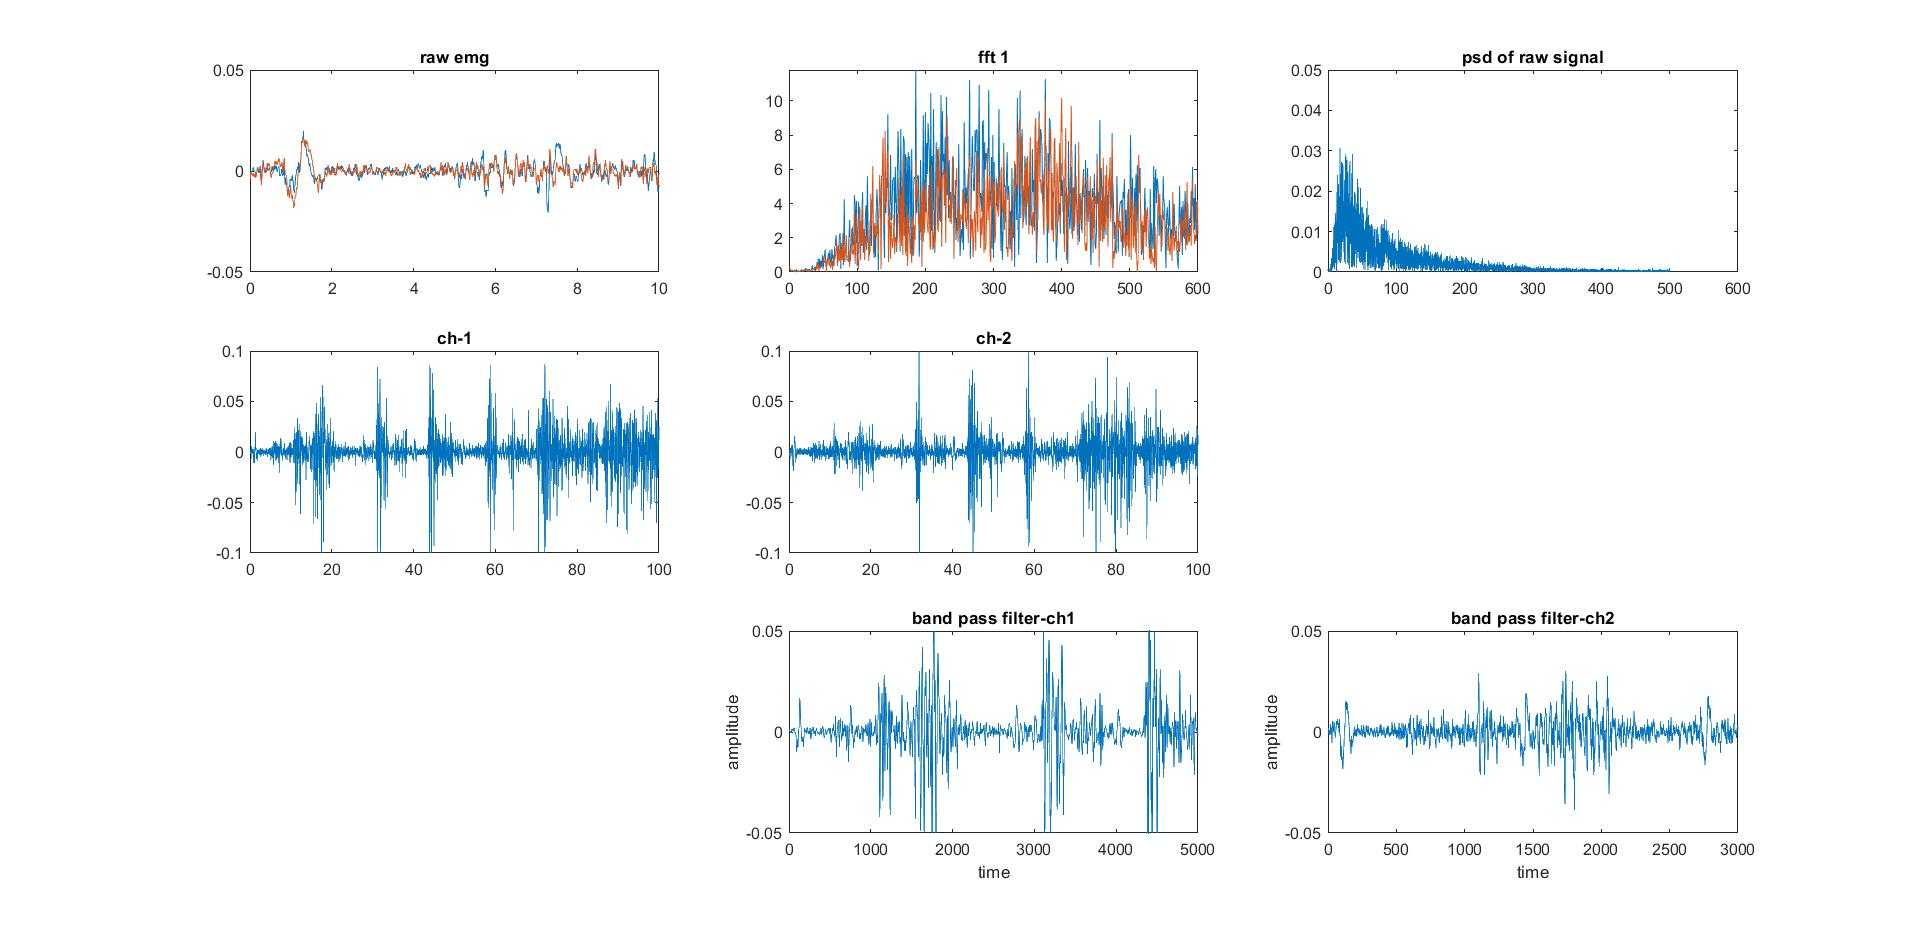 raw emg
0.05
0
-0.05
0 2 4 6 8 10
fft 1
10
8
6
4
2
0
0 100 200 300 400 500 600
psd of raw signal
0.05
0.04
0.03
0.02
0.01
0
0 100 200 300 400 500 600
ch-1
0.1
0.05
0
-0.05
-0.1
0 20 40 60 80 100
ch-2
0.1
0.05
0
-0.05
-0.1
0 20 40 60 80 100
band pass filter-ch1
amplitude
0.05
0
-0.05
0 1000 2000 3000 4000 5000
time
band pass filter-ch2
amplitude
0.05
0
-0.05
0 500 1000 1500 2000 2500 3000
time